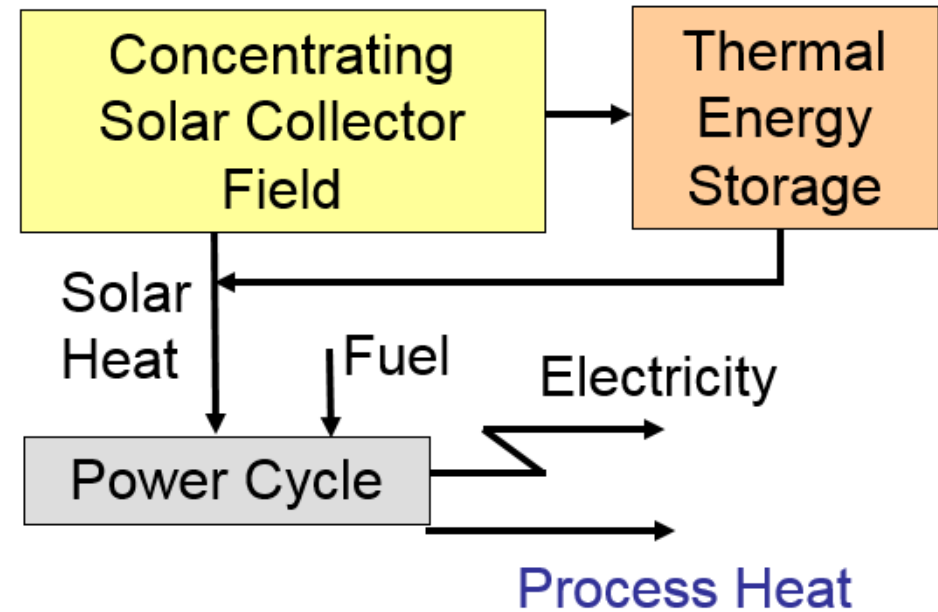 Concentrating
Solar Collector
Field
Thermal
Energy
Storage
Solar
Heat
Fuel
Electricity
Power Cycle
Process Heat